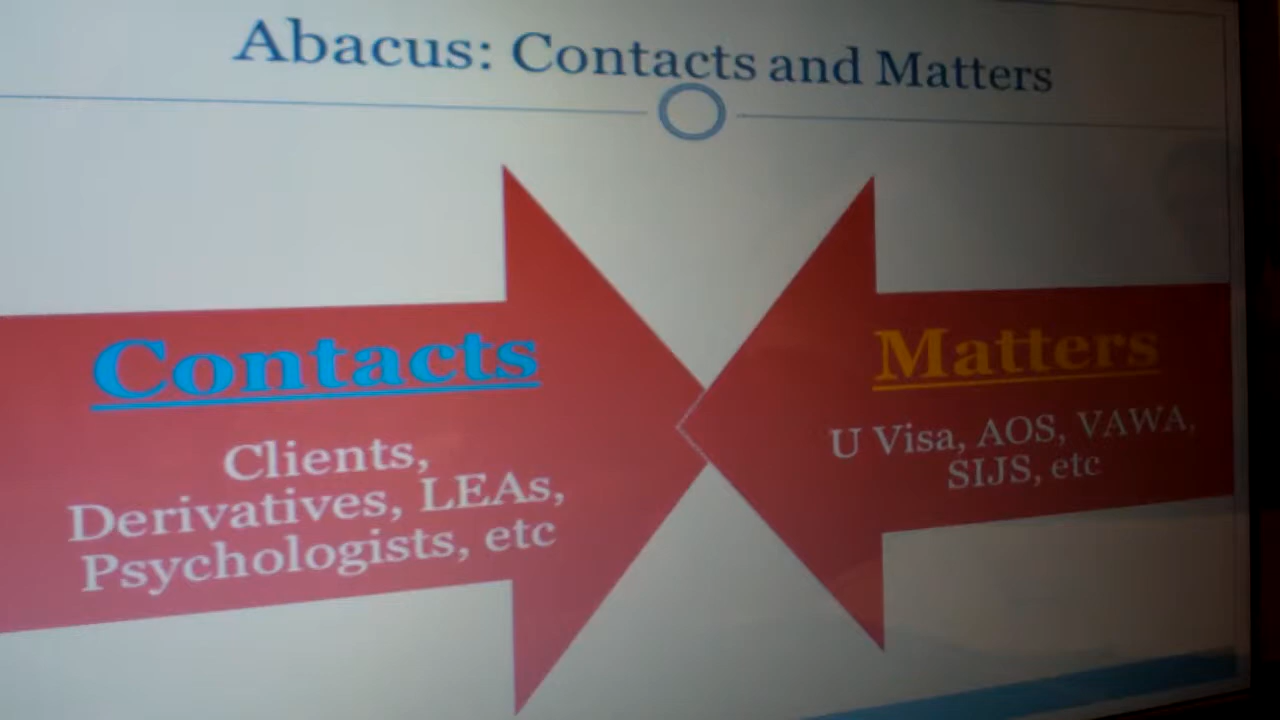 Abacus: Contacts and Matters
Contacts
Clients,
Derivatives, LEAs,
Psychologists, etc
Matters
U Visa, AOS, VAWA,
SIJS, etc